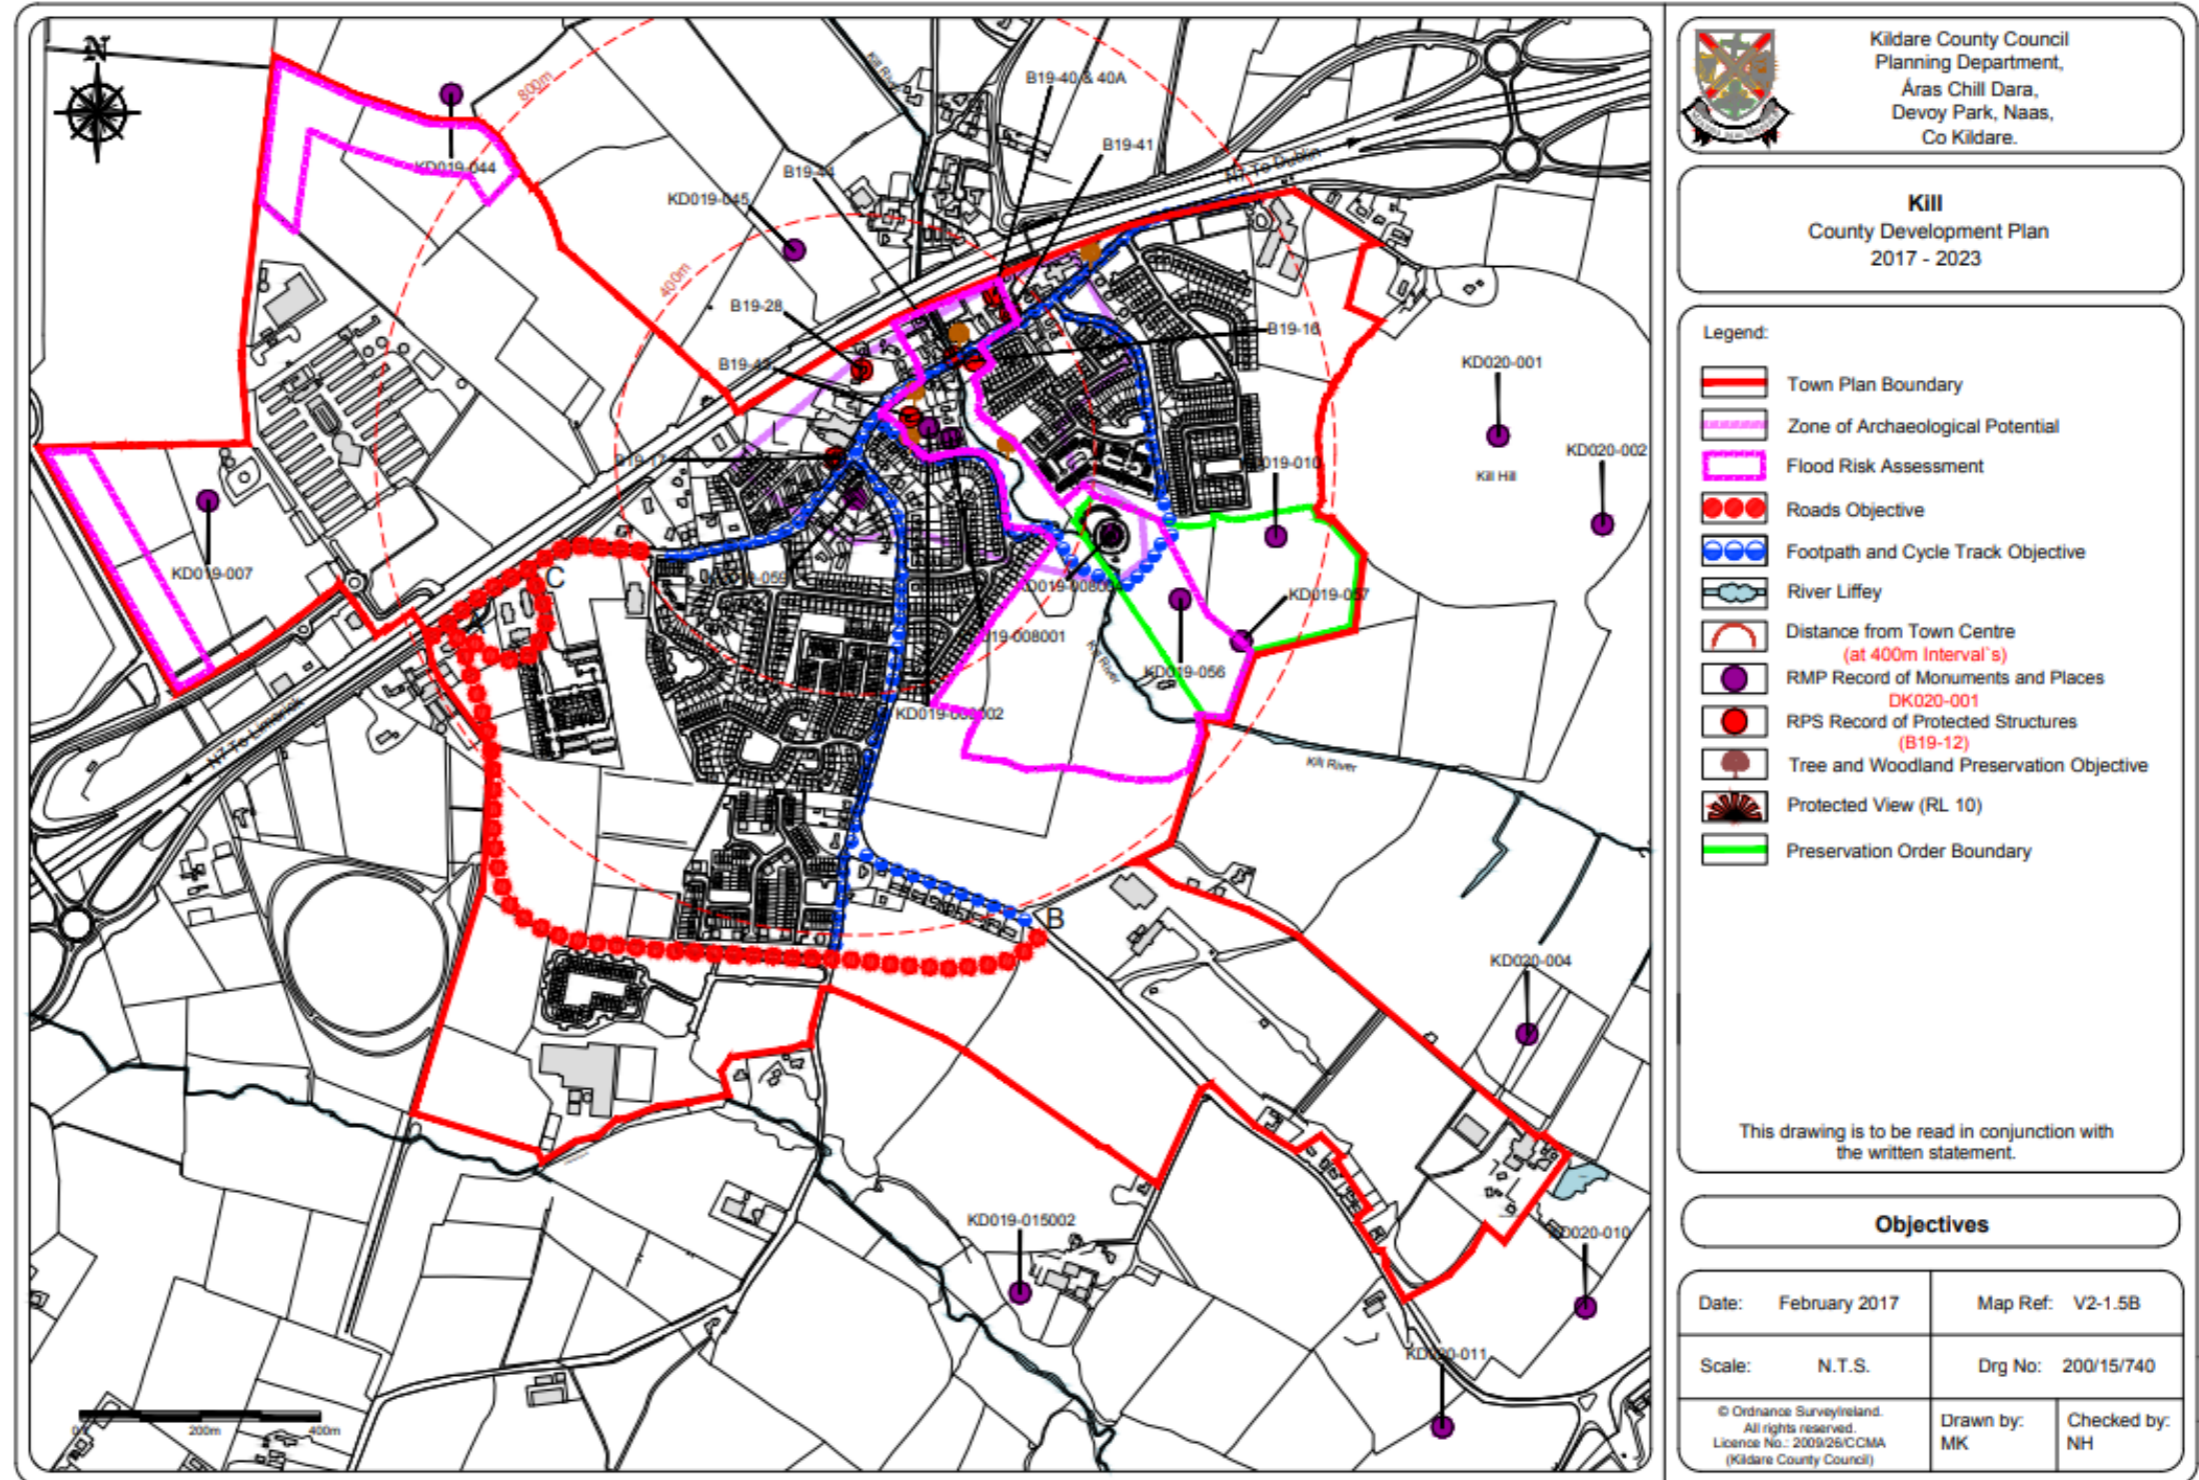 N
800m
Kill River
B19-40 & 40A
B19-41
KD019-044
B19-44
N7 To Dublin
KD019-045
400m
B19-28
B19-16
B19-43
KD020-001
KD020-002
B19-17
KD019-010
Kill Hill
KD019-007
C
KD019-059
KD019-057
A
Kill River
KD019-056
N7 To Limerick
Kill River
B
KD020-004
KD019-015002
KD020-010
KD020-011
0
200m
400m
Kildare County Council
Planning Department,
Áras Chill Dara,
Devoy Park, Naas,
Co Kildare.
Kill
County Development Plan
2017 - 2023
Legend:
Town Plan Boundary
Zone of Archaeological Potential
Flood Risk Assessment
Roads Objective
Footpath and Cycle Track Objective
River Liffey
Distance from Town Centre
(at 400m Interval`s)
RMP Record of Monuments and Places
DK020-001
RPS Record of Protected Structures
(B19-12)
Tree and Woodland Preservation Objective
Protected View (RL 10)
Preservation Order Boundary
This drawing is to be read in conjunction with
the written statement.
Objectives
Date: February 2017
Map Ref: V2-1.5B
Scale: N.T.S.
Drg No: 200/15/740
© Ordnance SurveyIreland.
All rights reserved.
Licence No.: 2009/26/CCMA
(Kildare County Council)
Drawn by:
MK
Checked by:
NH